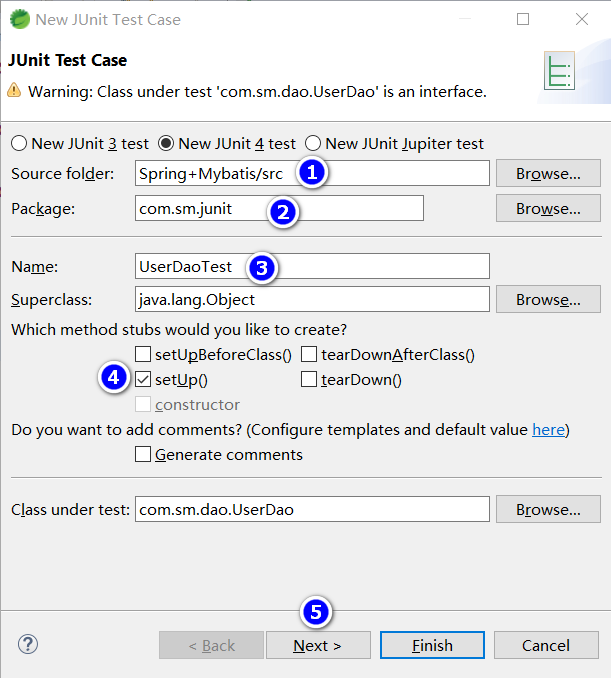 New JUnit Test Case
JUnit Test Case
Warning: Class under test 'com.sm.dao.UserDao' is an interface.
New JUnit 3 test New JUnit 4 test New JUnit Jupiter test
Source folder: Spring+Mybatis/src 1 Browse...
Package: com.sm.junit 2 Browse...
Name: UserDaoTest 3
Superclass: java.lang.Object Browse...
Which method stubs would you like to create?
setUpBeforeClass() tearDownAfterClass()
4 setUp() tearDown()
constructor
Do you want to add comments? (Configure templates and default value here)
Generate comments
Class under test: com.sm.dao.UserDao Browse...
5
? < Back Next > Finish Cancel